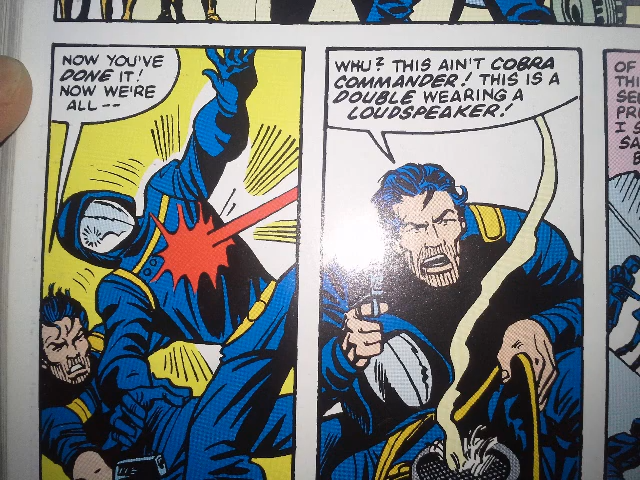 NOW YOU'VE
DONE IT!
NOW WE'RE
ALL--
WHU? THIS AIN'T COBRA
COMMANDER! THIS IS A
DOUBLE WEARING A
LOUDSPEAKER!
OF